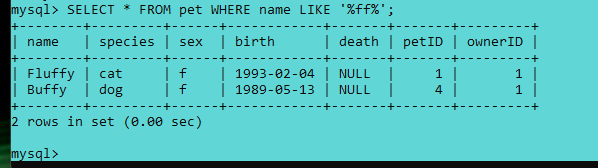 mysql> SELECT * FROM pet WHERE name LIKE '%ff%';
+--------+---------+------+------------+-------+-------+---------+
| name   | species | sex  | birth      | death | petID | ownerID |
+--------+---------+------+------------+-------+-------+---------+
| Fluffy | cat     | f    | 1993-02-04 | NULL  |     1 |       1 |
| Buffy  | dog     | f    | 1989-05-13 | NULL  |     4 |       1 |
+--------+---------+------+------------+-------+-------+---------+
2 rows in set (0.00 sec)
mysql>